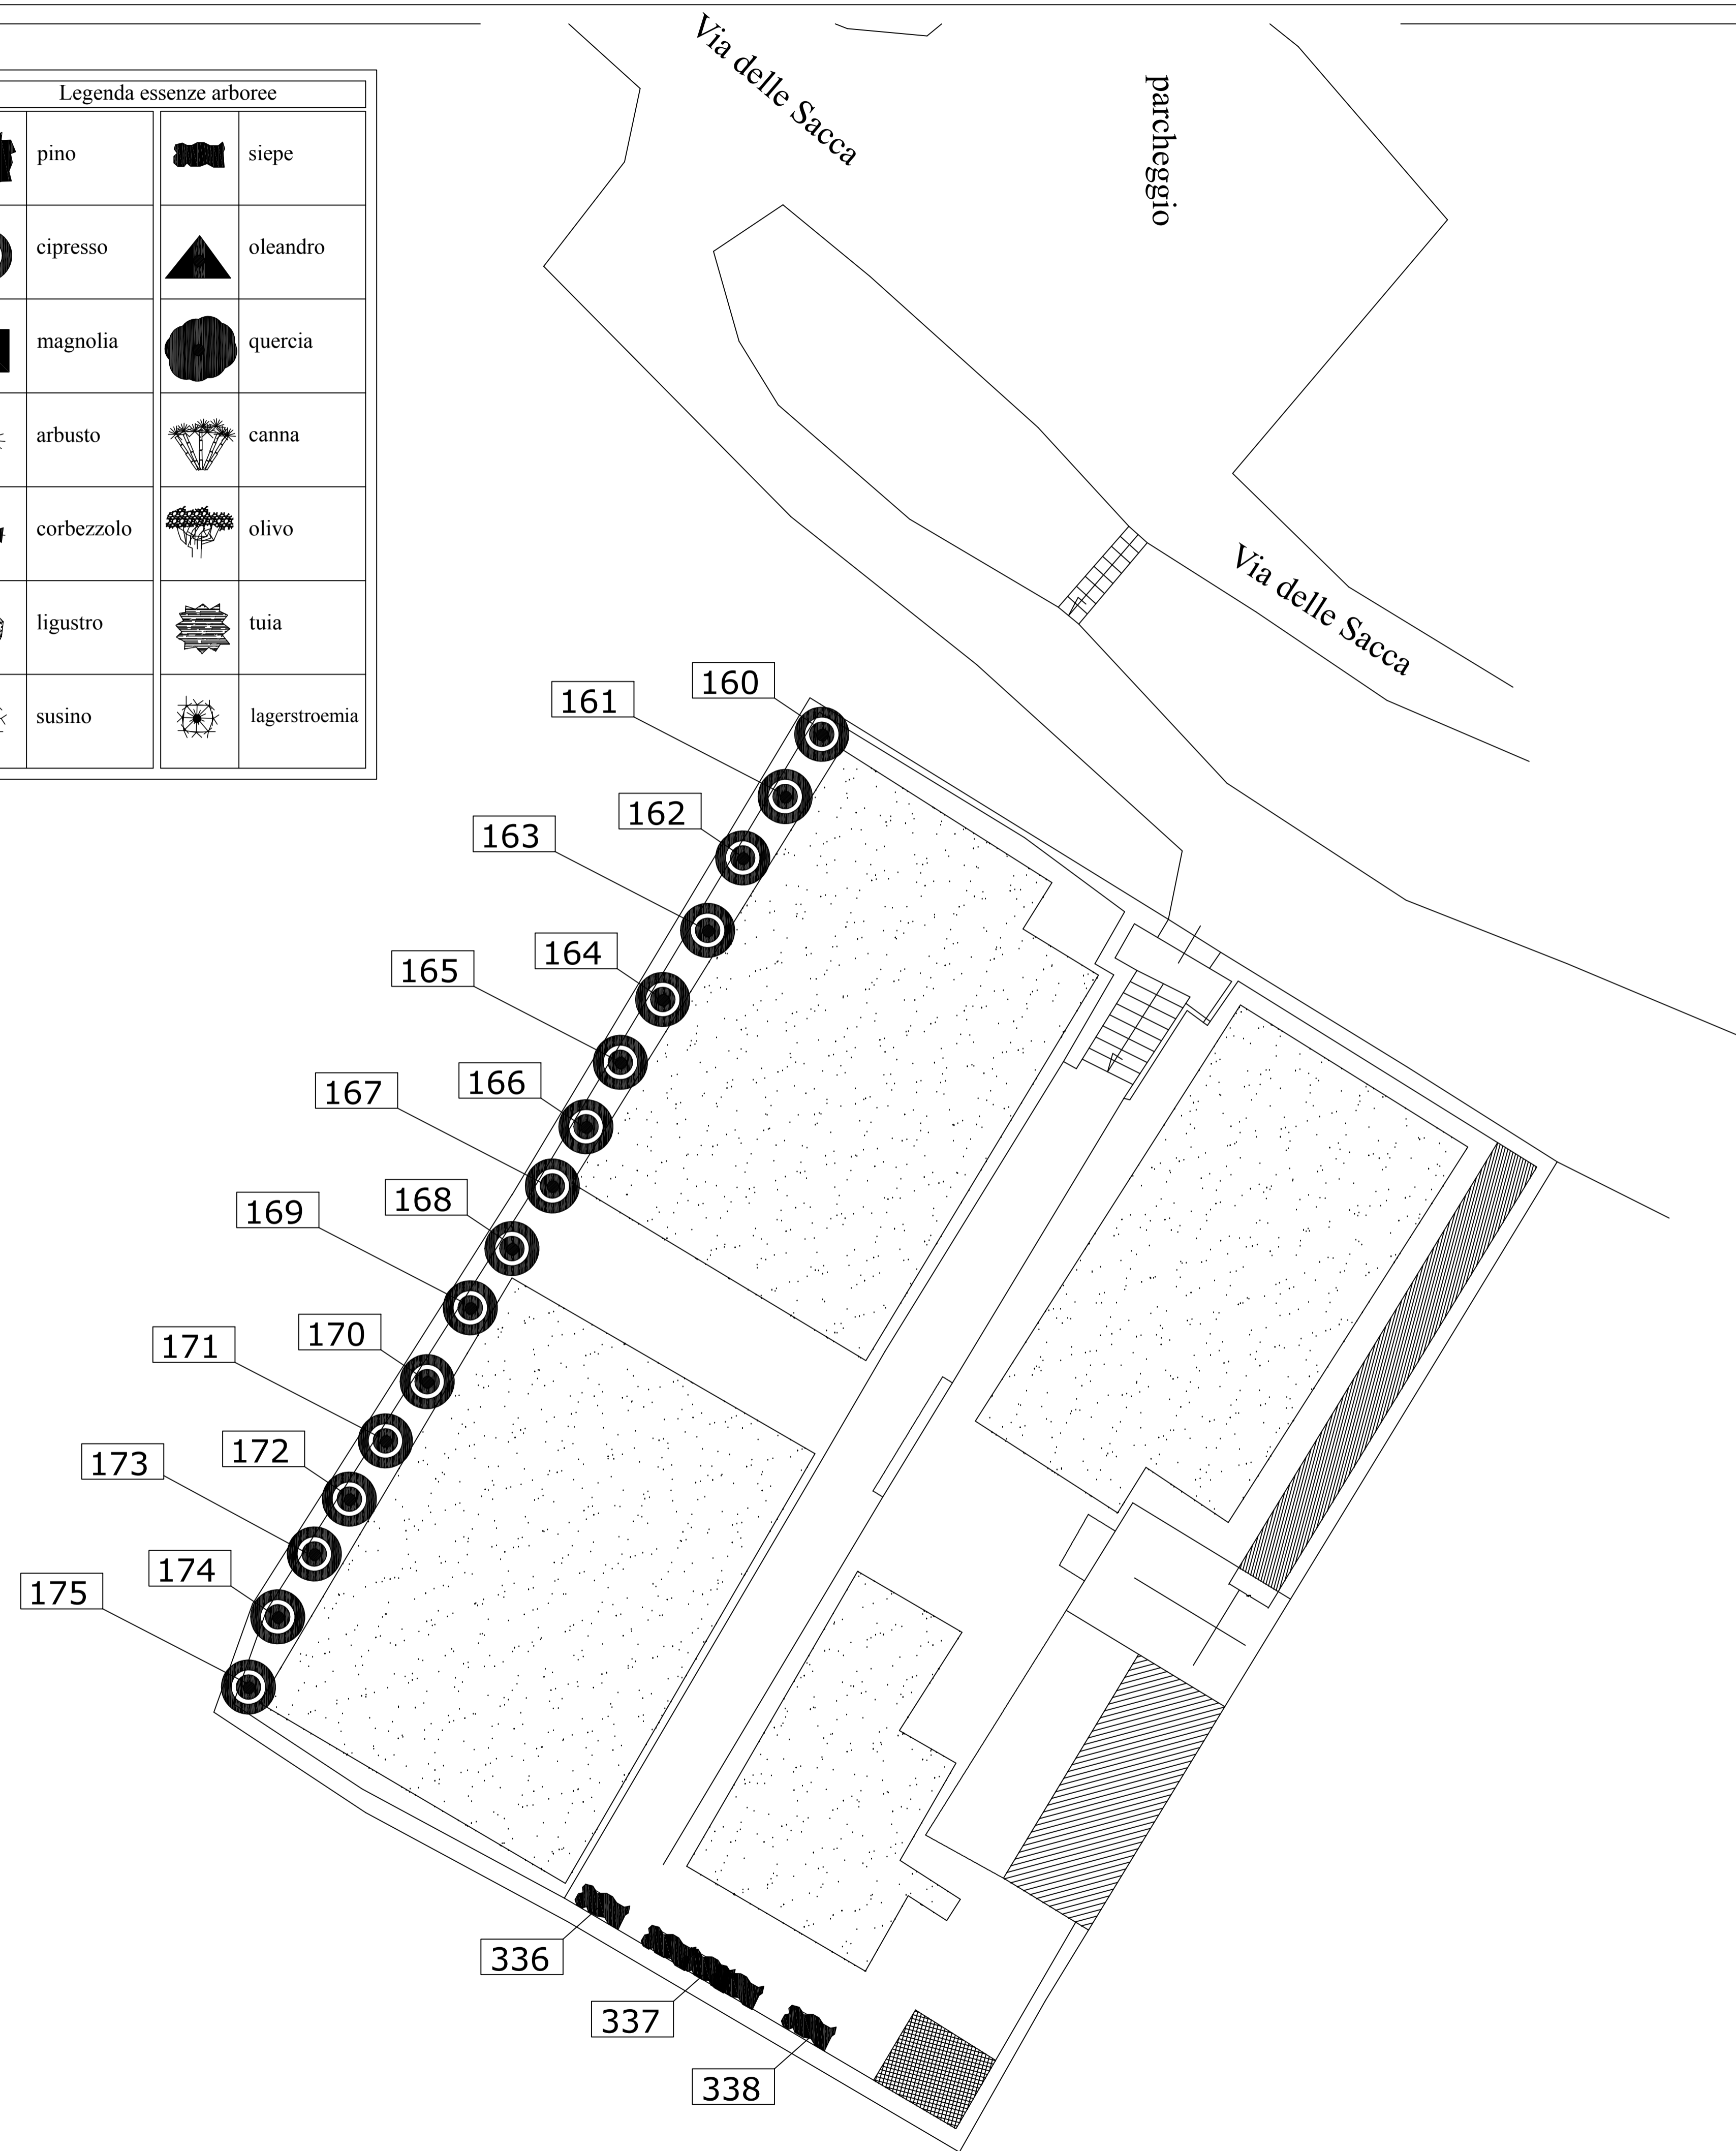 Via delle Sacca
parcheggio
Legenda essenze arboree
pino
siepe
cipresso
oleandro
magnolia
quercia
arbusto
canna
corbezzolo
olivo
ligustro
tuia
susino
lagerstroemia
Via delle Sacca
160
161
162
163
164
165
166
167
168
169
170
171
172
173
174
175
336
337
338